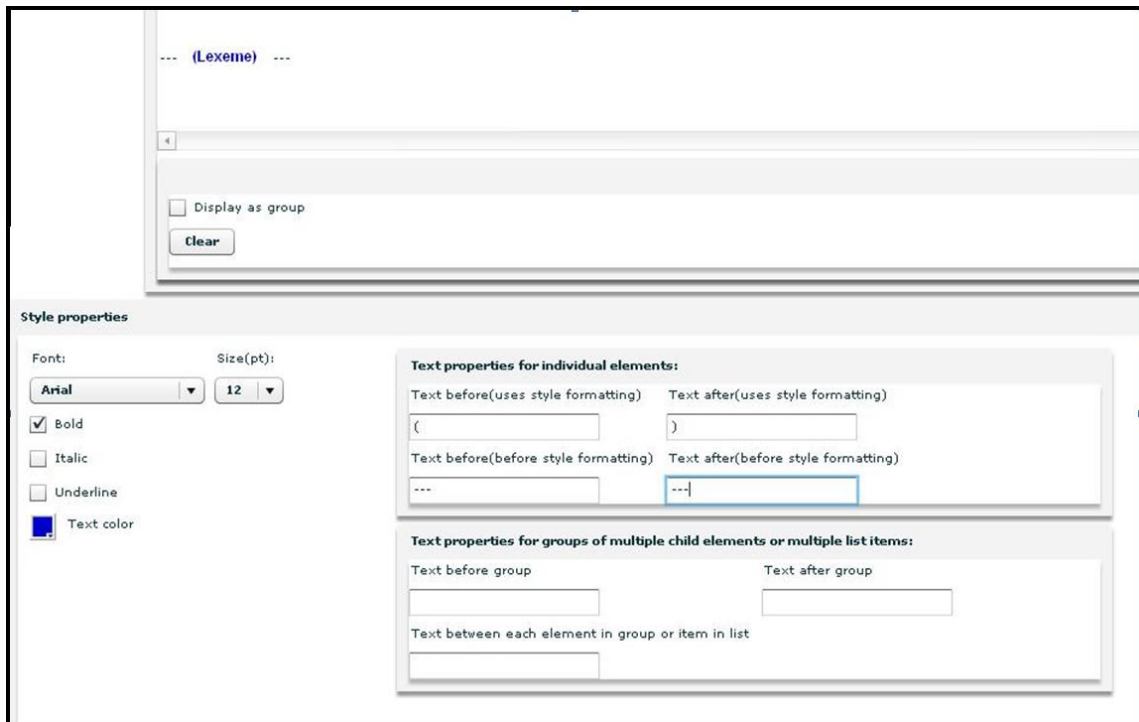 --- (Lexeme) ---
Display as group
Clear
Style properties
Font: Size(pt):
Arial 12
Bold
Italic
Underline
Text color
Text properties for individual elements:
Text before(uses style formatting) Text after(uses style formatting)
( )
Text before(before style formatting) Text after(before style formatting)
--- ---
Text properties for groups of multiple child elements or multiple list items:
Text before group Text after group
Text between each element in group or item in list